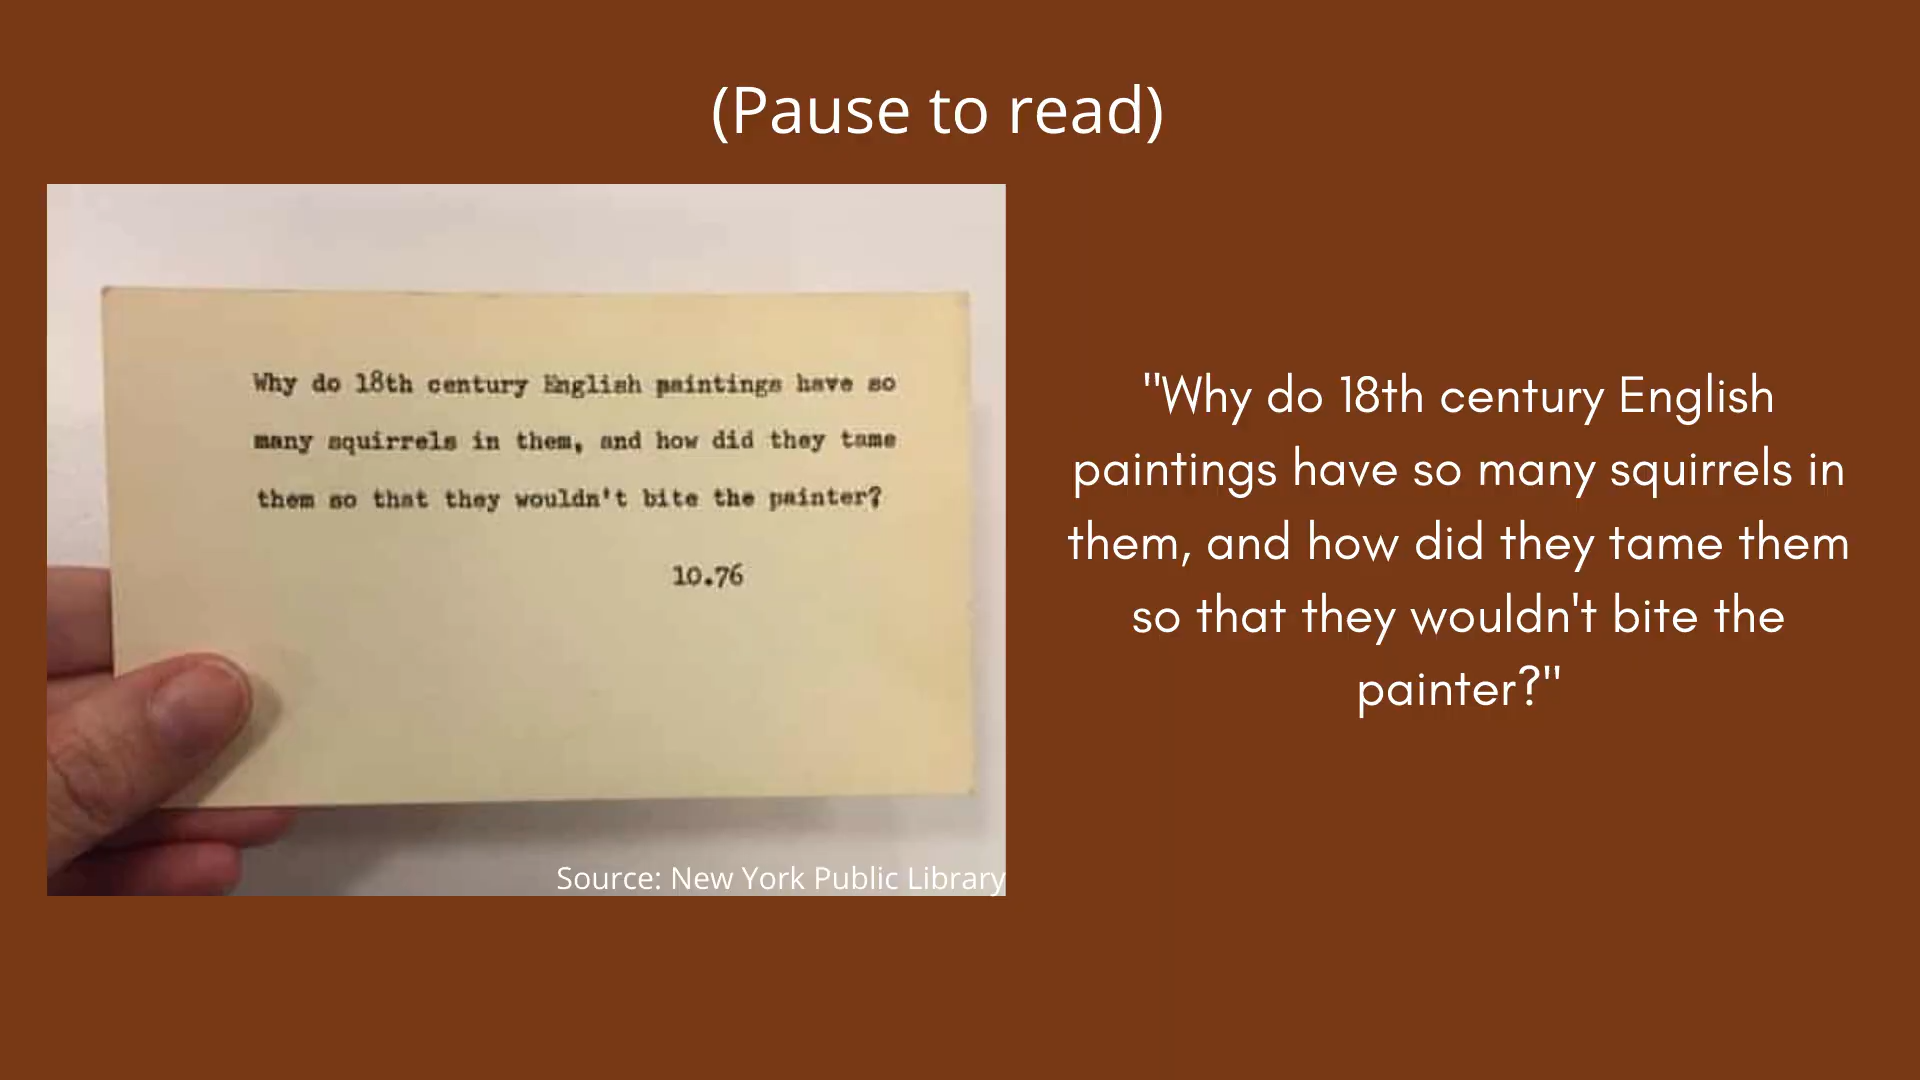 (Pause to read)
Why do 18th century English paintings have so
many squirrels in them, and how did they tame
them so that they wouldn't bite the painter?
10.76
Source: New York Public Library
"Why do 18th century English
paintings have so many squirrels in
them, and how did they tame them
so that they wouldn't bite the
painter?"